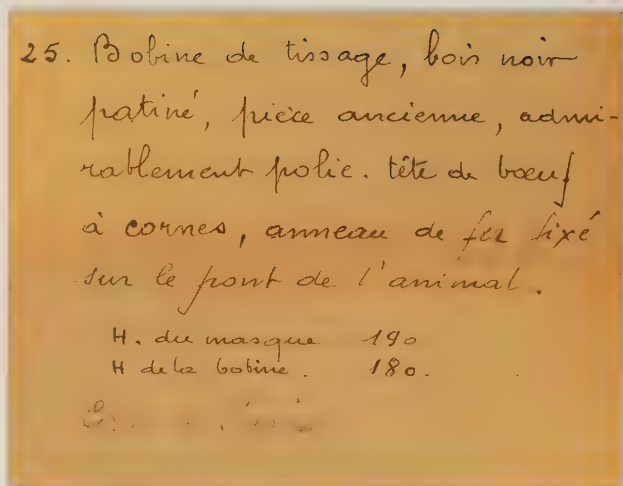 25. Bobine de tissage, bois noir
patiné, pièce ancienne, admi-
rablement polie. tête de bœuf
à cornes, anneau de fer fixé
sur le front de l'animal.
H. du masque 190
H de la bobine. 180.